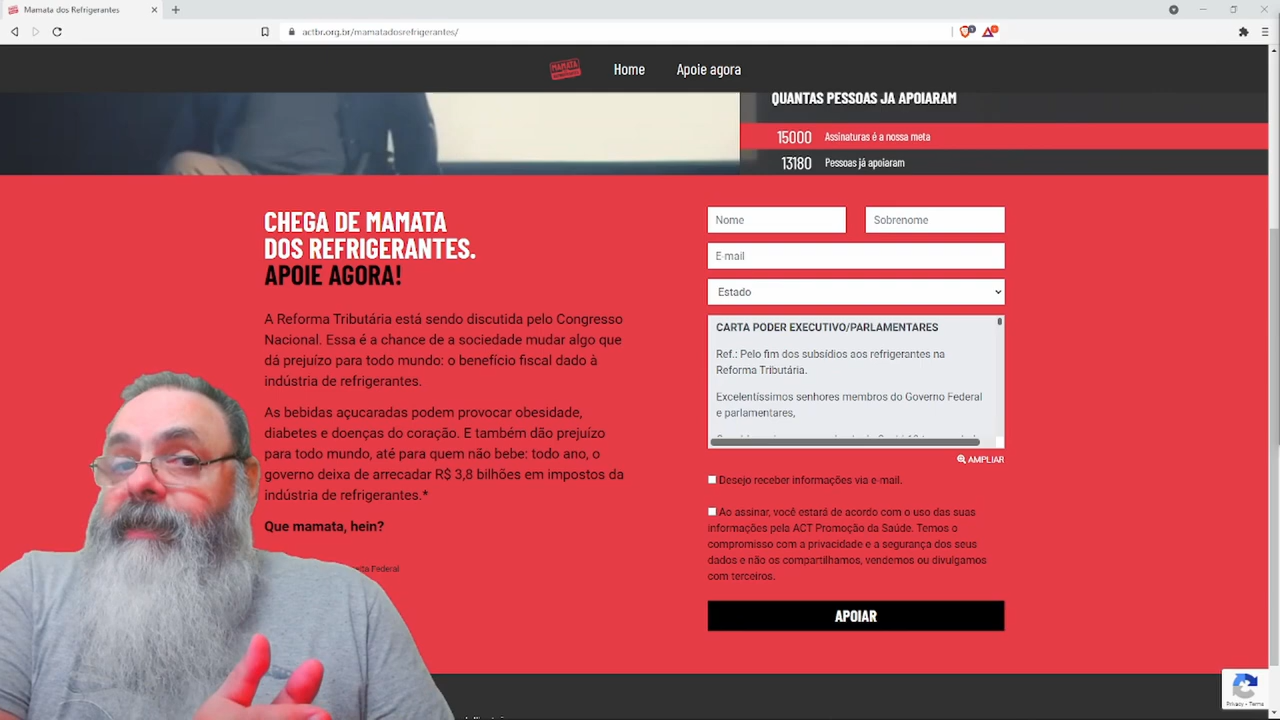 Mamata dos Refrigerantes
actbr.org.br/mamatadosrefrigerantes/
MAMATA
Home
Apoie agora
QUANTAS PESSOAS JÁ APOIARAM
15000 Assinaturas é a nossa meta
13180 Pessoas já apoiaram
CHEGA DE MAMATA
DOS REFRIGERANTES.
APOIE AGORA!
A Reforma Tributária está sendo discutida pelo Congresso
Nacional. Essa é a chance de a sociedade mudar algo que
dá prejuízo para todo mundo: o benefício fiscal dado à
indústria de refrigerantes.
As bebidas açucaradas podem provocar obesidade,
diabetes e doenças do coração. E também dão prejuízo
para todo mundo, até para quem não bebe: todo ano, o
governo deixa de arrecadar R$ 3,8 bilhões em impostos da
indústria de refrigerantes.*
Que mamata, hein?
Federal
Nome
Sobrenome
E-mail
Estado
CARTA PODER EXECUTIVO/PARLAMENTARES
Ref.: Pelo fim dos subsídios aos refrigerantes na
Reforma Tributária.
Excelentíssimos senhores membros do Governo Federal
e parlamentares,
AMPLIAR
Desejo receber informações via e-mail.
Ao assinar, você estará de acordo com o uso das suas
informações pela ACT Promoção da Saúde. Temos o
compromisso com a privacidade e a segurança dos seus
dados e não os compartilhamos, vendemos ou divulgamos
com terceiros.
APOIAR
Privacy - Terms